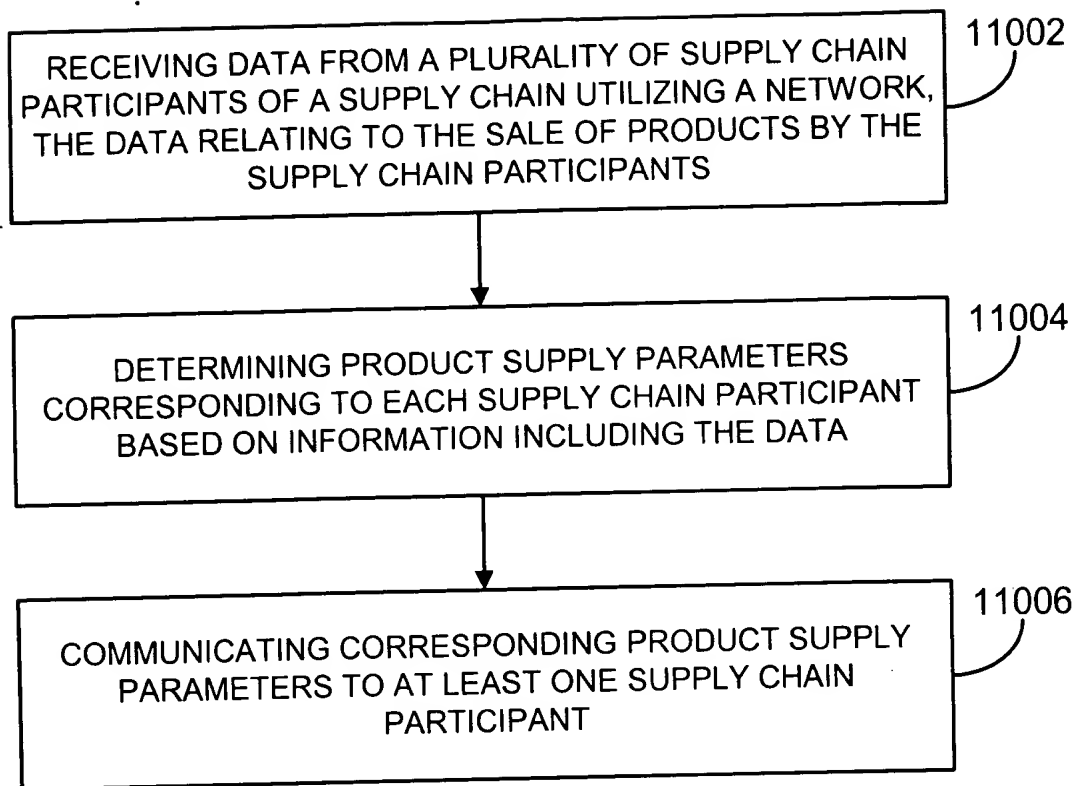 RECEIVING DATA FROM A PLURALITY OF SUPPLY CHAIN
PARTICIPANTS OF A SUPPLY CHAIN UTILIZING A NETWORK,
THE DATA RELATING TO THE SALE OF PRODUCTS BY THE
SUPPLY CHAIN PARTICIPANTS
11002
DETERMINING PRODUCT SUPPLY PARAMETERS
CORRESPONDING TO EACH SUPPLY CHAIN PARTICIPANT
BASED ON INFORMATION INCLUDING THE DATA
11004
COMMUNICATING CORRESPONDING PRODUCT SUPPLY
PARAMETERS TO AT LEAST ONE SUPPLY CHAIN
PARTICIPANT
11006